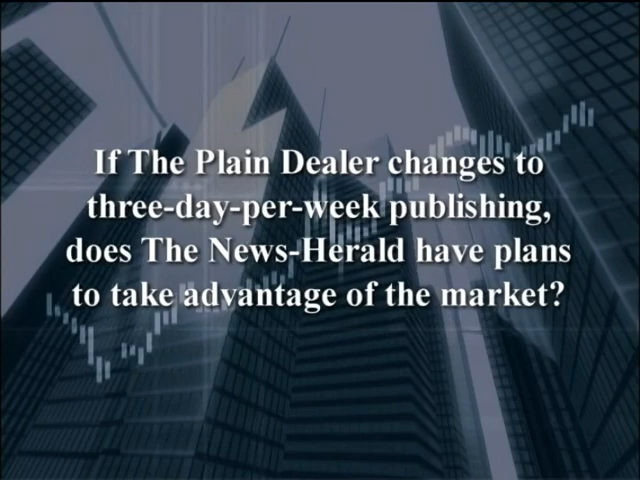 If The Plain Dealer changes to
three-day-per-week publishing,
does The News-Herald have plans
to take advantage of the market?